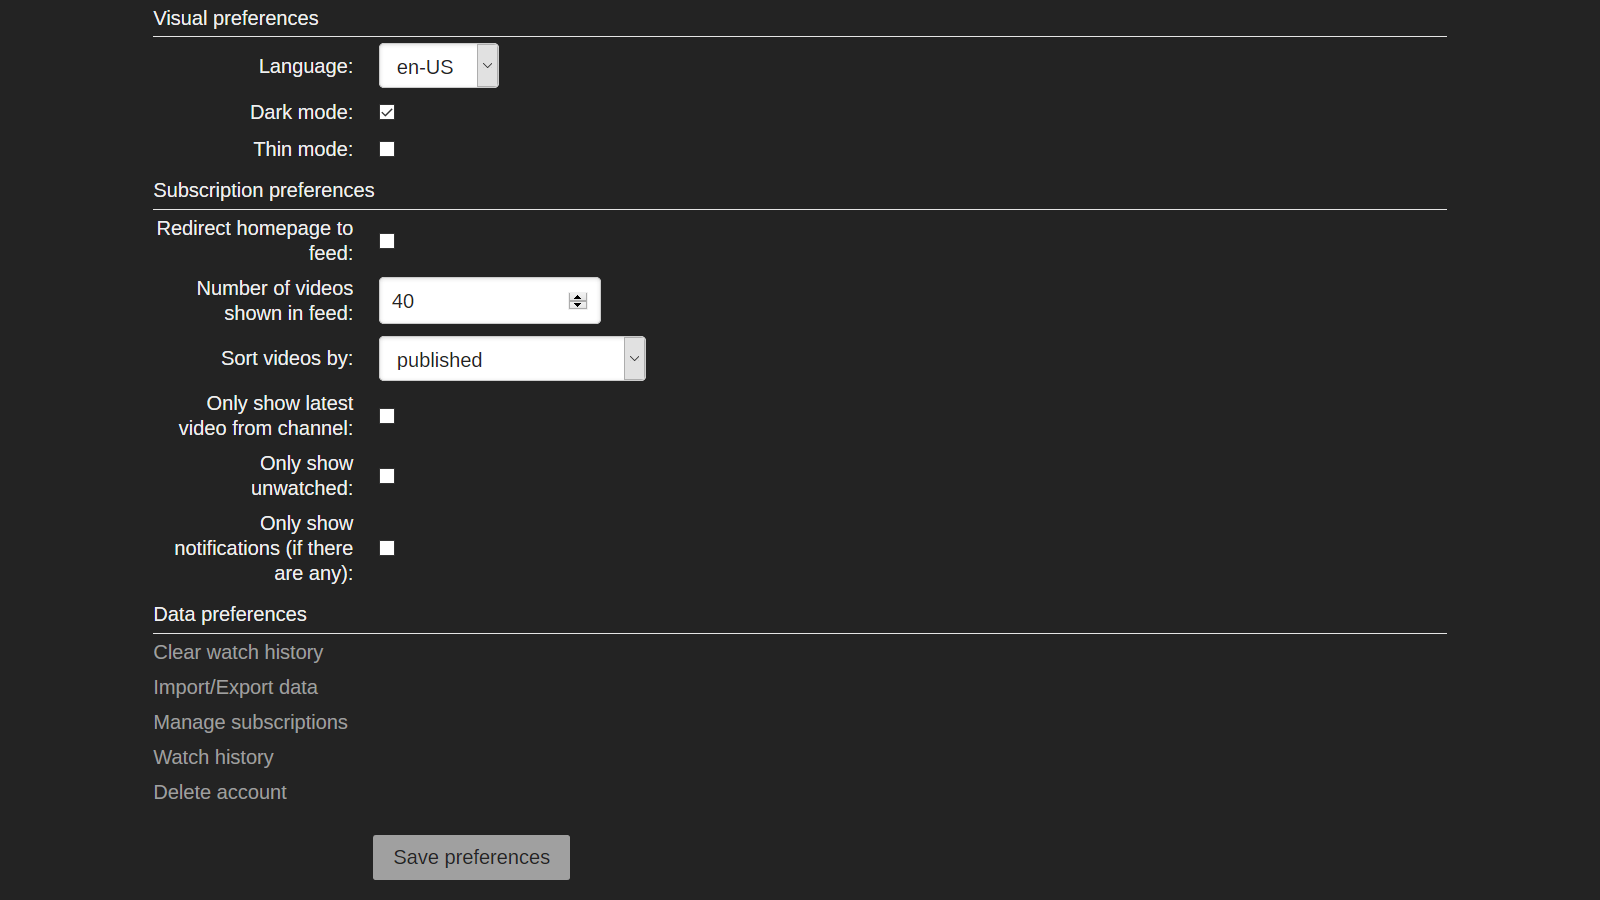 Visual preferences
Language: en-US
Dark mode:
Thin mode:
Subscription preferences
Redirect homepage to
feed:
Number of videos
shown in feed:
40
Sort videos by: published
Only show latest
video from channel:
Only show
unwatched:
Only show
notifications (if there
are any):
Data preferences
Clear watch history
Import/Export data
Manage subscriptions
Watch history
Delete account
Save preferences